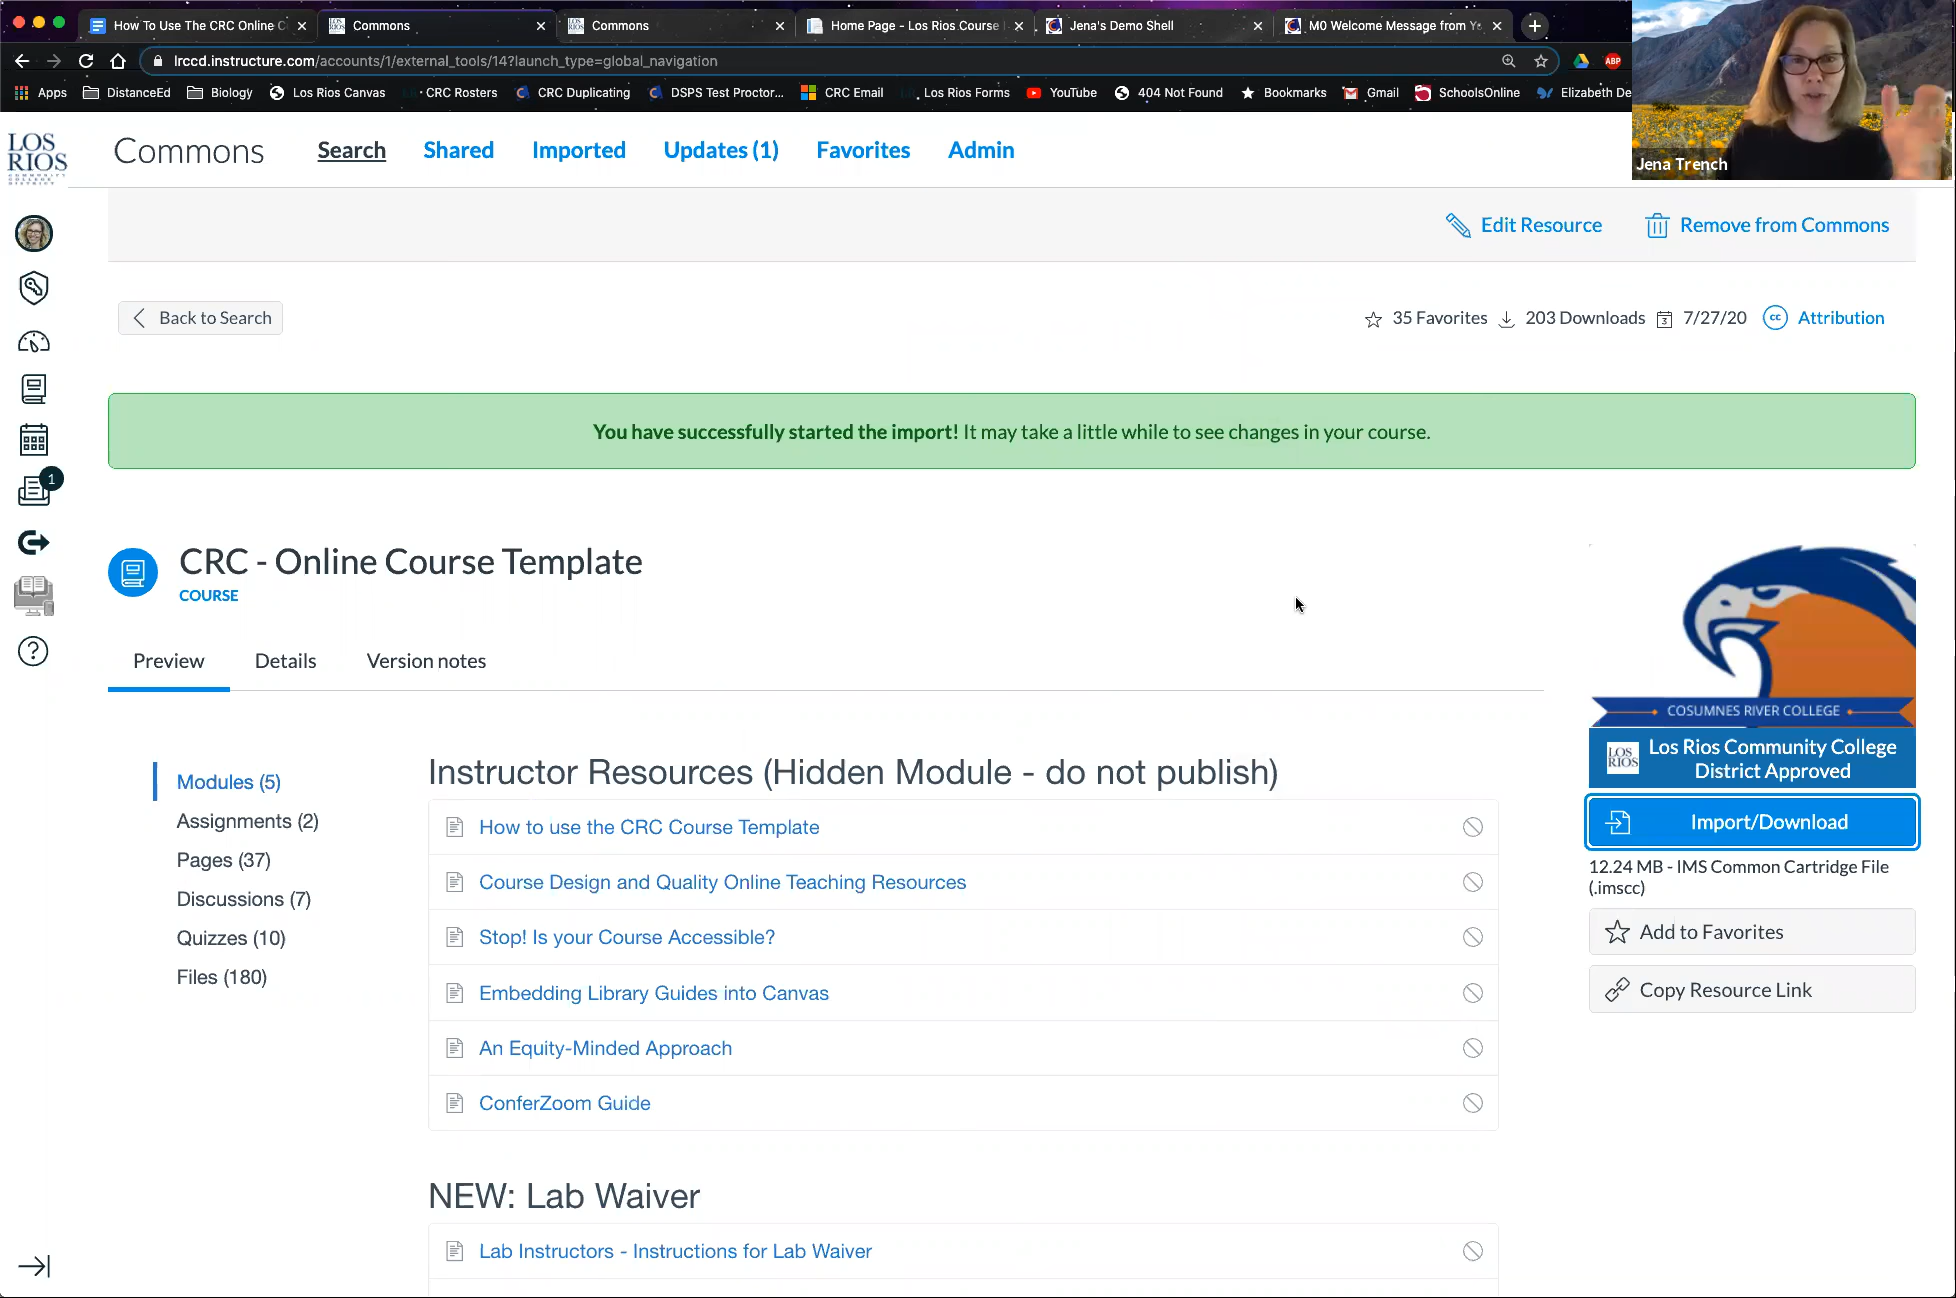 How To Use The CRC Online C
Commons
Commons
Home Page - Los Rios Course
Jena's Demo Shell
M0 Welcome Message from Yo
lrccd.instructure.com/accounts/1/external_tools/14?launch_type=global_navigation
ABP
Apps
DistanceEd
Biology
Los Rios Canvas
CRC Rosters
CRC Duplicating
DSPS Test Proctor...
CRC Email
Los Rios Forms
YouTube
404 Not Found
Bookmarks
Gmail
SchoolsOnline
Elizabeth De
Jena Trench
LOS
RIOS
COMMUNITY
COLLEGE
DISTRICT
Commons
Search
Shared
Imported
Updates (1)
Favorites
Admin
Edit Resource
Remove from Commons
Back to Search
35 Favorites
203 Downloads
3
7/27/20
cc
Attribution
You have successfully started the import! It may take a little while to see changes in your course.
1
CRC - Online Course Template
COURSE
Preview
Details
Version notes
Modules (5)
Assignments (2)
Pages (37)
Discussions (7)
Quizzes (10)
Files (180)
Instructor Resources (Hidden Module - do not publish)
How to use the CRC Course Template
Course Design and Quality Online Teaching Resources
Stop! Is your Course Accessible?
Embedding Library Guides into Canvas
An Equity-Minded Approach
ConferZoom Guide
NEW: Lab Waiver
Lab Instructors - Instructions for Lab Waiver
COSUMNES RIVER COLLEGE
LOS
RIOS
Los Rios Community College
District Approved
Import/Download
12.24 MB - IMS Common Cartridge File
(.imscc)
Add to Favorites
Copy Resource Link